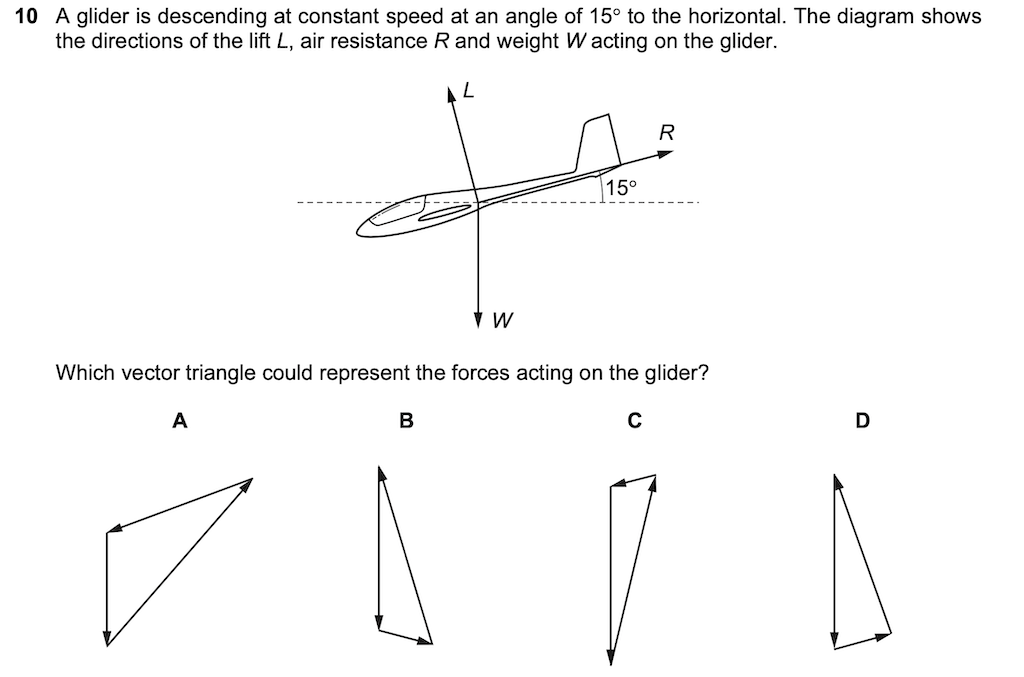 10 A glider is descending at constant speed at an angle of 15° to the horizontal. The diagram shows
the directions of the lift L, air resistance R and weight W acting on the glider.
L
R
15°
W
Which vector triangle could represent the forces acting on the glider?
A B C D